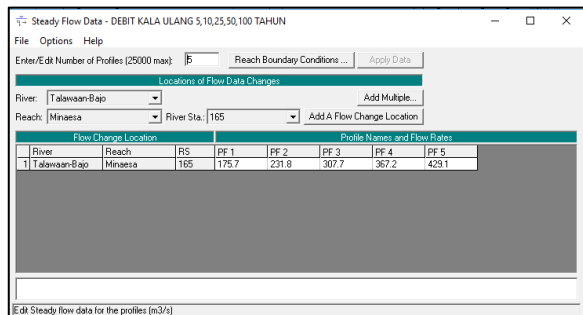 Steady Flow Data - DEBIT KALA ULANG 5,10,25,50,100 TAHUN
File Options Help
Enter/Edit Number of Profiles (25000 max): 5 Reach Boundary Conditions ... Apply Data
Locations of Flow Data Changes
River: Talawaan-Bajo Add Multiple...
Reach: Minaesa River Sta.: 165 Add A Flow Change Location
Flow Change Location Profile Names and Flow Rates
River Reach RS PF 1 PF 2 PF 3 PF 4 PF 5
1 Talawaan-Bajo Minaesa 165 175.7 231.8 307.7 367.2 429.1
Edit Steady flow data for the profiles (m3/s)